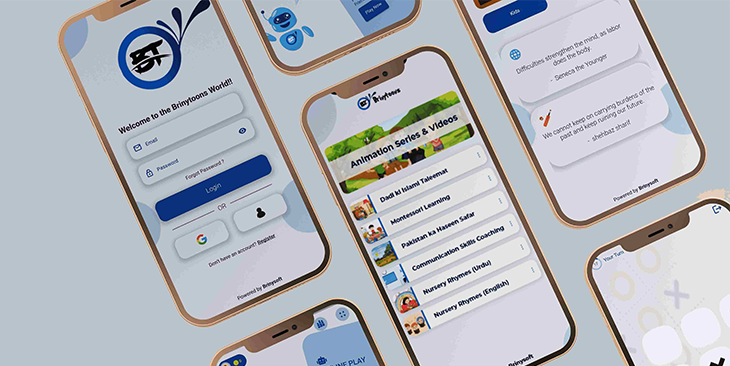 Welcome to the Brinytoons World!!
Email
Password
Forgot Password ?
Login
OR
Don't have an account? Register
Powered by Brinysoft
Play Now
Brinytoons
Animation Series & Videos
Dadi ki Islami Taleemat
Montessori Learning
Pakistan ka Haseen Safar
Communication Skills Coaching
Nursery Rhymes (Urdu)
Nursery Rhymes (English)
Brinysoft
Kids
Difficulties strengthen the mind, as labor
does the body.
- Seneca the Younger
We cannot keep on carrying burdens of the
past and keep ruining our future.
- shehbaz sharif
Powered by Brinysoft
Your Turn
PLAY